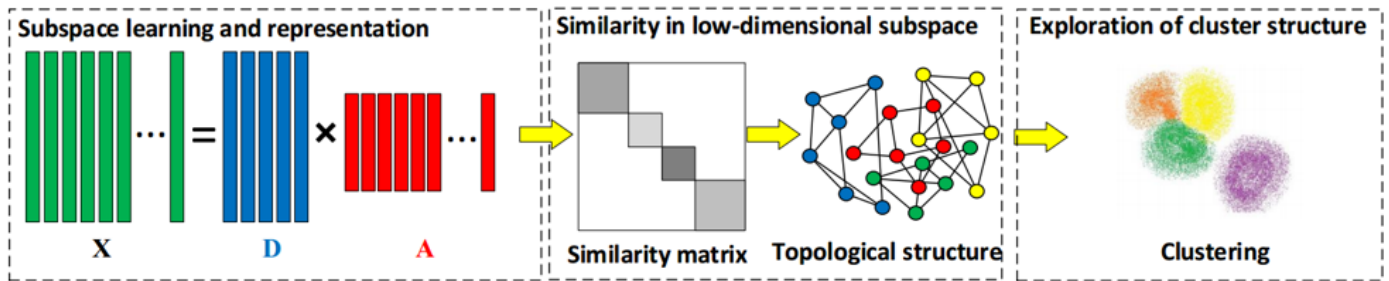 Subspace learning and representation
... = × ...
X D A
Similarity in low-dimensional subspace
Similarity matrix
Topological structure
Exploration of cluster structure
Clustering